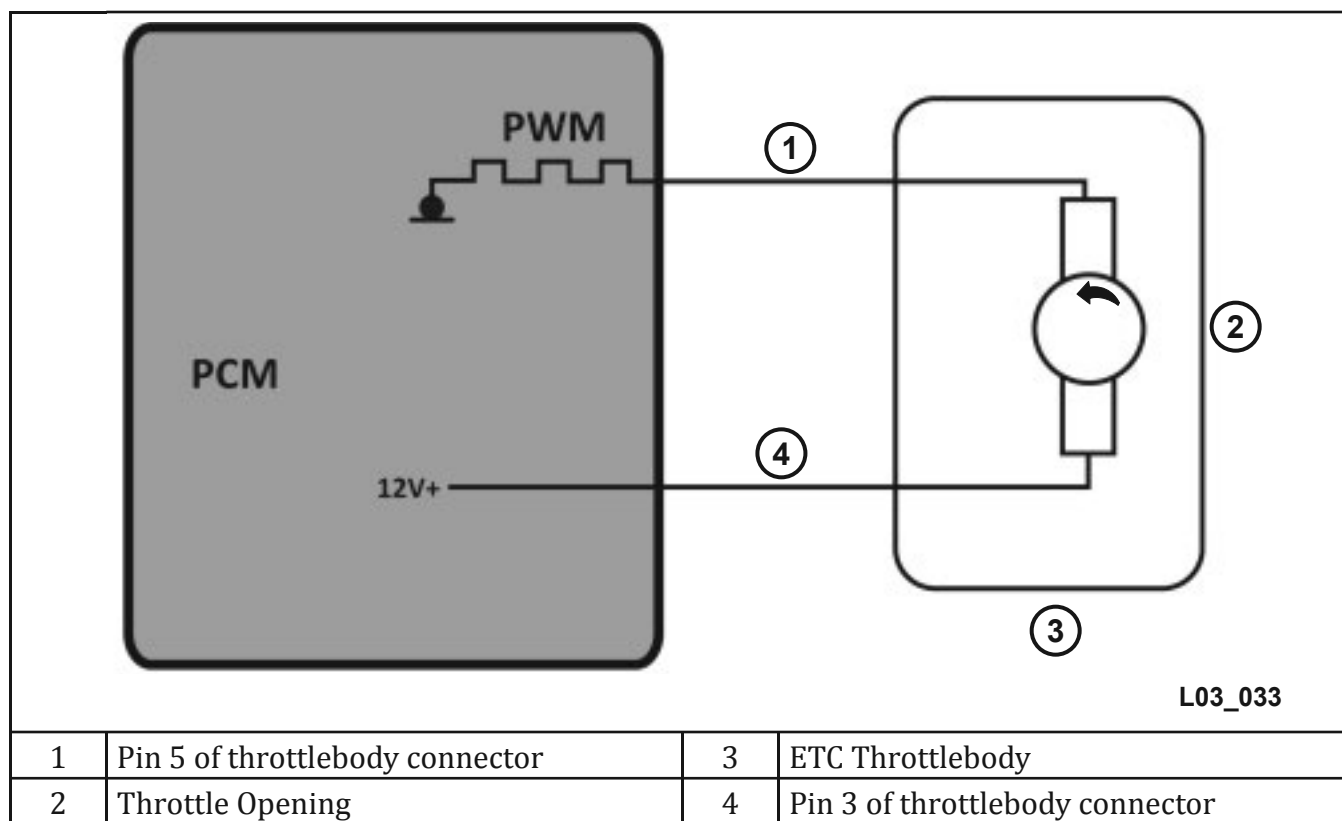 PWM
1
2
PCM
4
12V+
3
L03_033
1 Pin 5 of throttlebody connector 3 ETC Throttlebody
2 Throttle Opening 4 Pin 3 of throttlebody connector